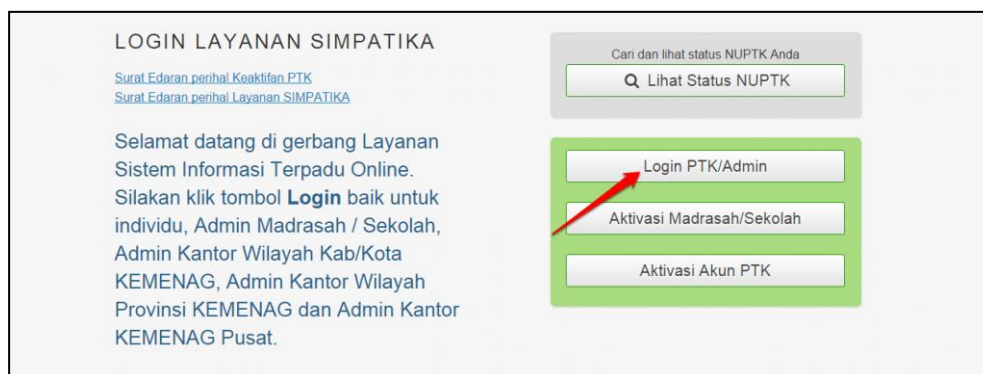 LOGIN LAYANAN SIMPATIKA
Surat Edaran perihal Keaktifan PTK
Surat Edaran perihal Layanan SIMPATIKA
Selamat datang di gerbang Layanan
Sistem Informasi Terpadu Online.
Silakan klik tombol Login baik untuk
individu, Admin Madrasah / Sekolah,
Admin Kantor Wilayah Kab/Kota
KEMENAG, Admin Kantor Wilayah
Provinsi KEMENAG dan Admin Kantor
KEMENAG Pusat.
Cari dan lihat status NUPTK Anda
Lihat Status NUPTK
Login PTK/Admin
Aktivasi Madrasah/Sekolah
Aktivasi Akun PTK